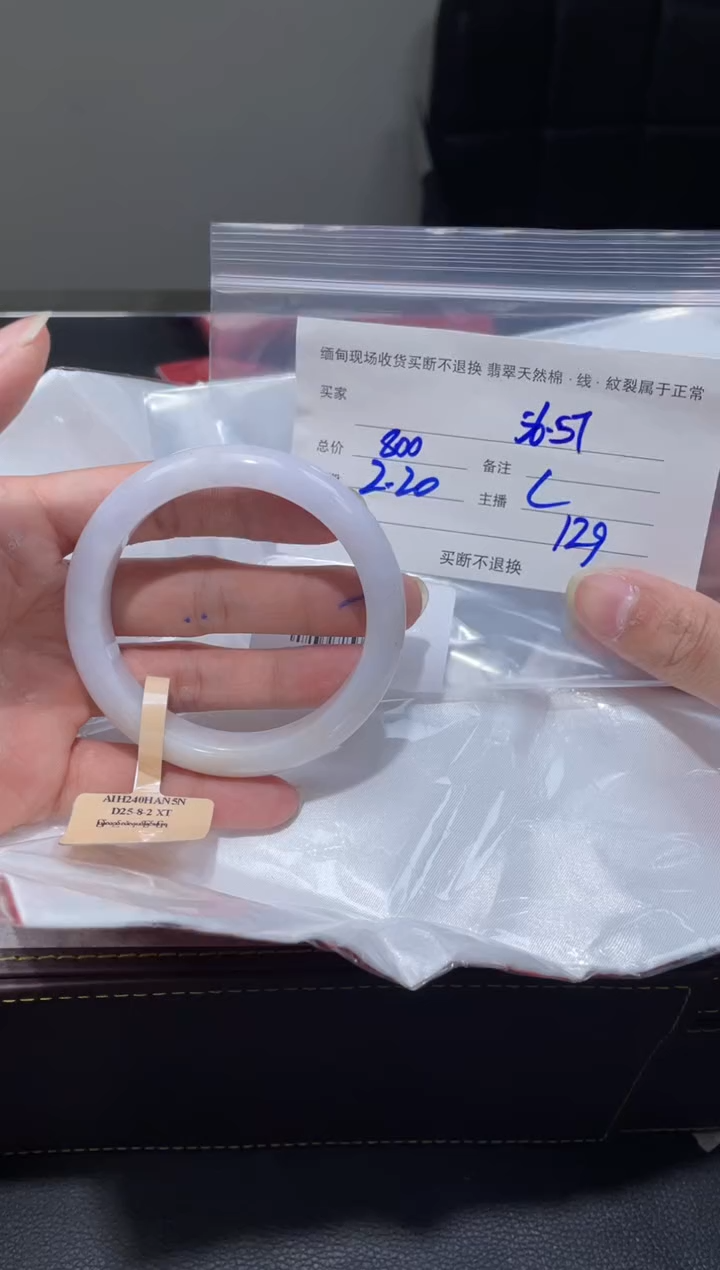 缅甸现场收货买断不退换 翡翠天然棉·线·紋裂属于正常
买家
56-57
总价 800 备注
2-20 主播 L
129
买断不退换
AIH240HAN5N
D25-8-2 XT